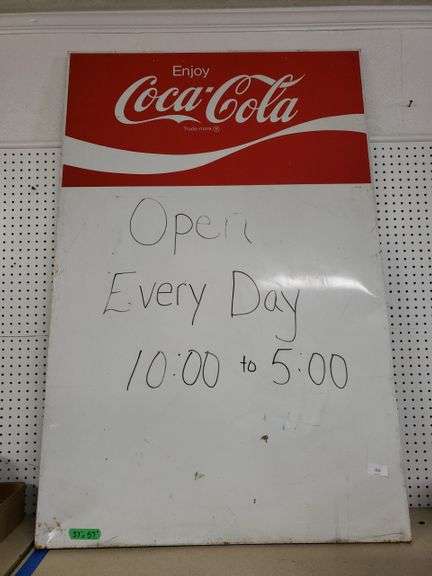 Enjoy
Coca-Cola
Trade mark ®
Open
Every Day
10:00 to 5:00